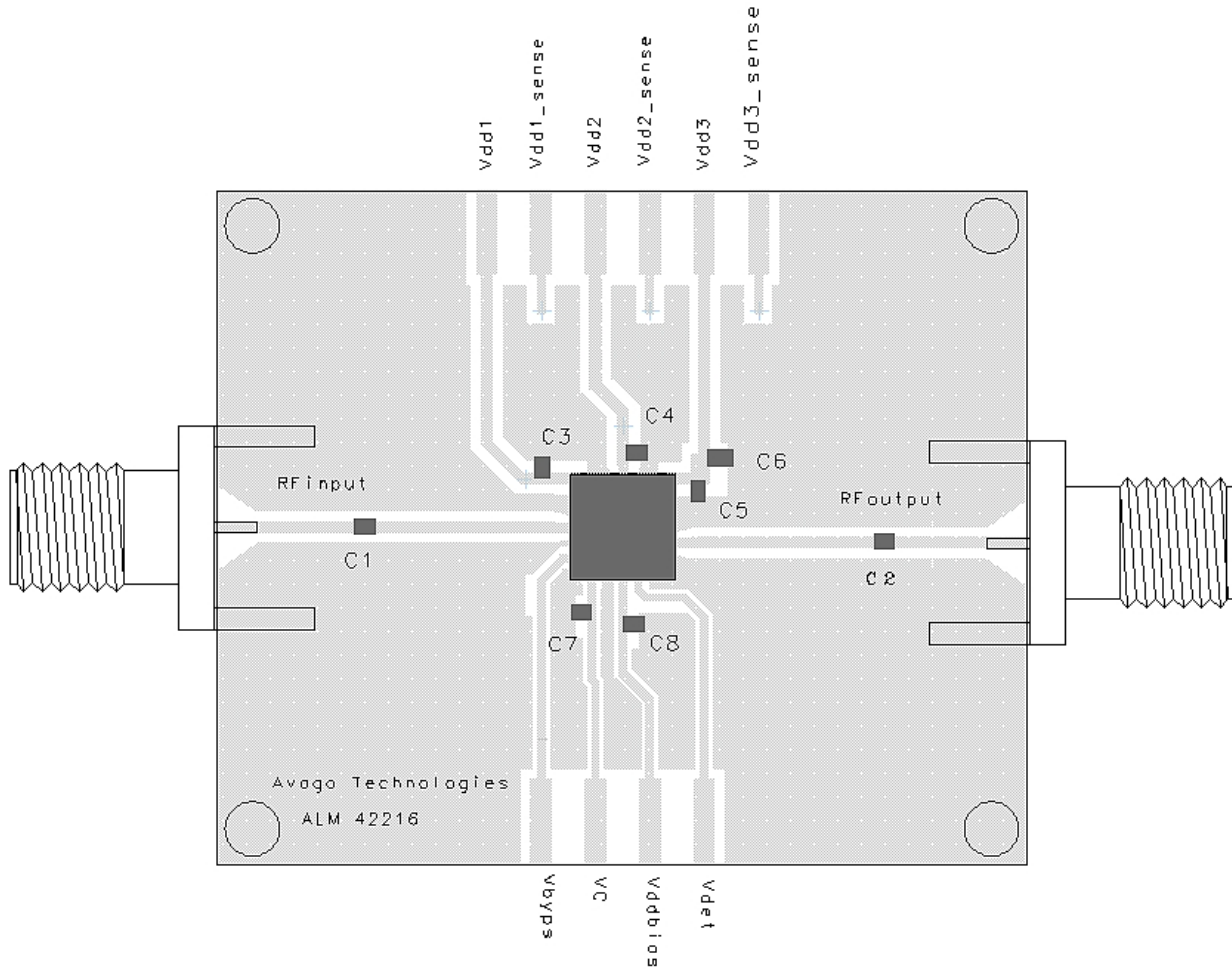 Vdd1
Vdd1_sense
Vdd2
Vdd2_sense
Vdd3
Vdd3_sense
C4
C3
C6
RFinput
RFoutput
C5
C1
C2
C7
C8
Avago Technologies
ALM 42216
Vbyps
VC
Vddbias
Vdet